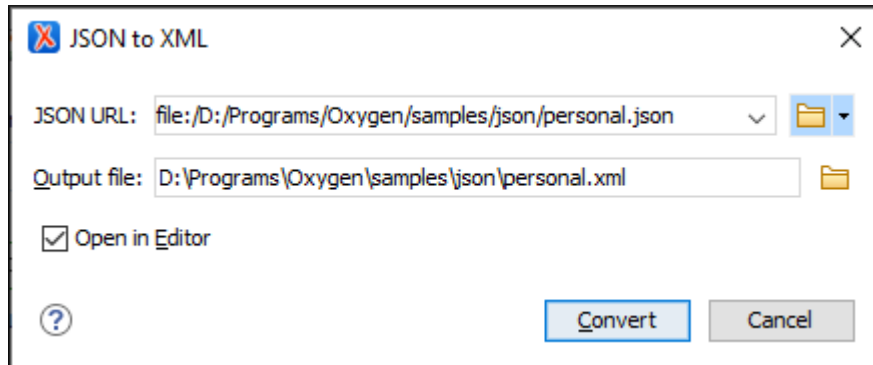 JSON to XML
JSON URL: file:/D:/Programs/Oxygen/samples/json/personal.json
Output file: D:\Programs\Oxygen\samples\json\personal.xml
Open in Editor
? Convert Cancel